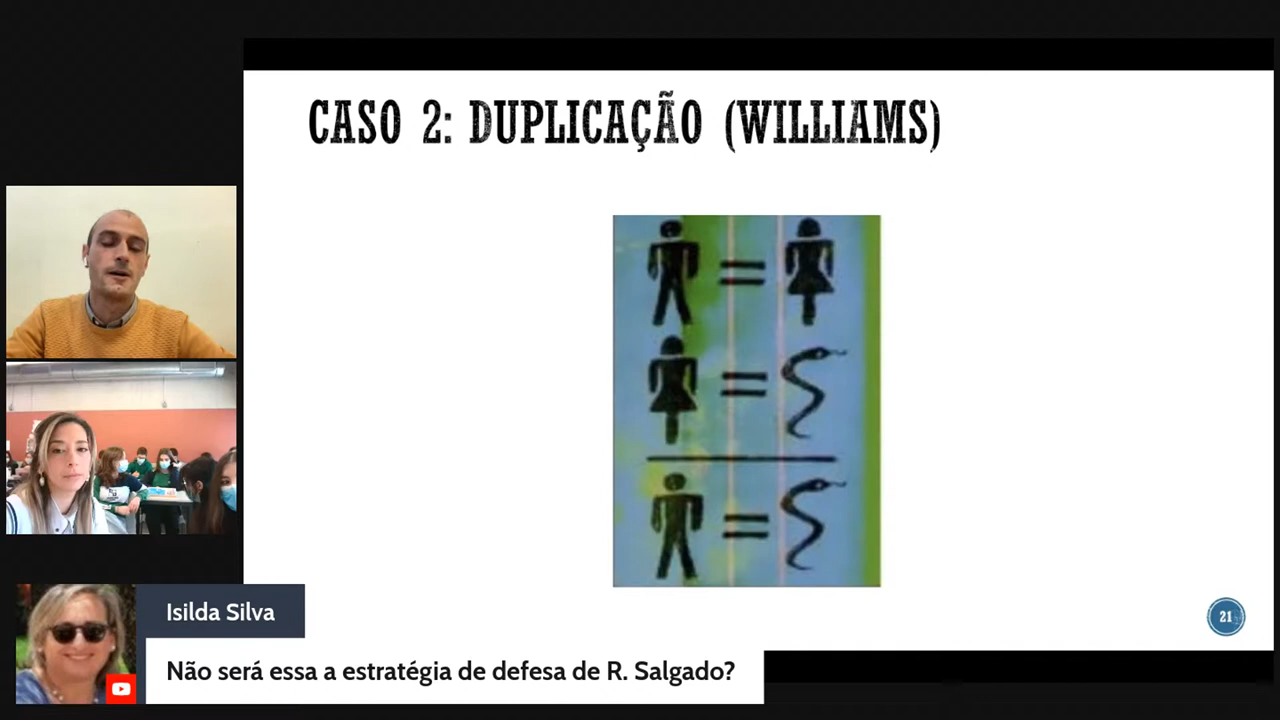 CASO 2: DUPLICAÇÃO (WILLIAMS)
21
Isilda Silva
Não será essa a estratégia de defesa de R. Salgado?